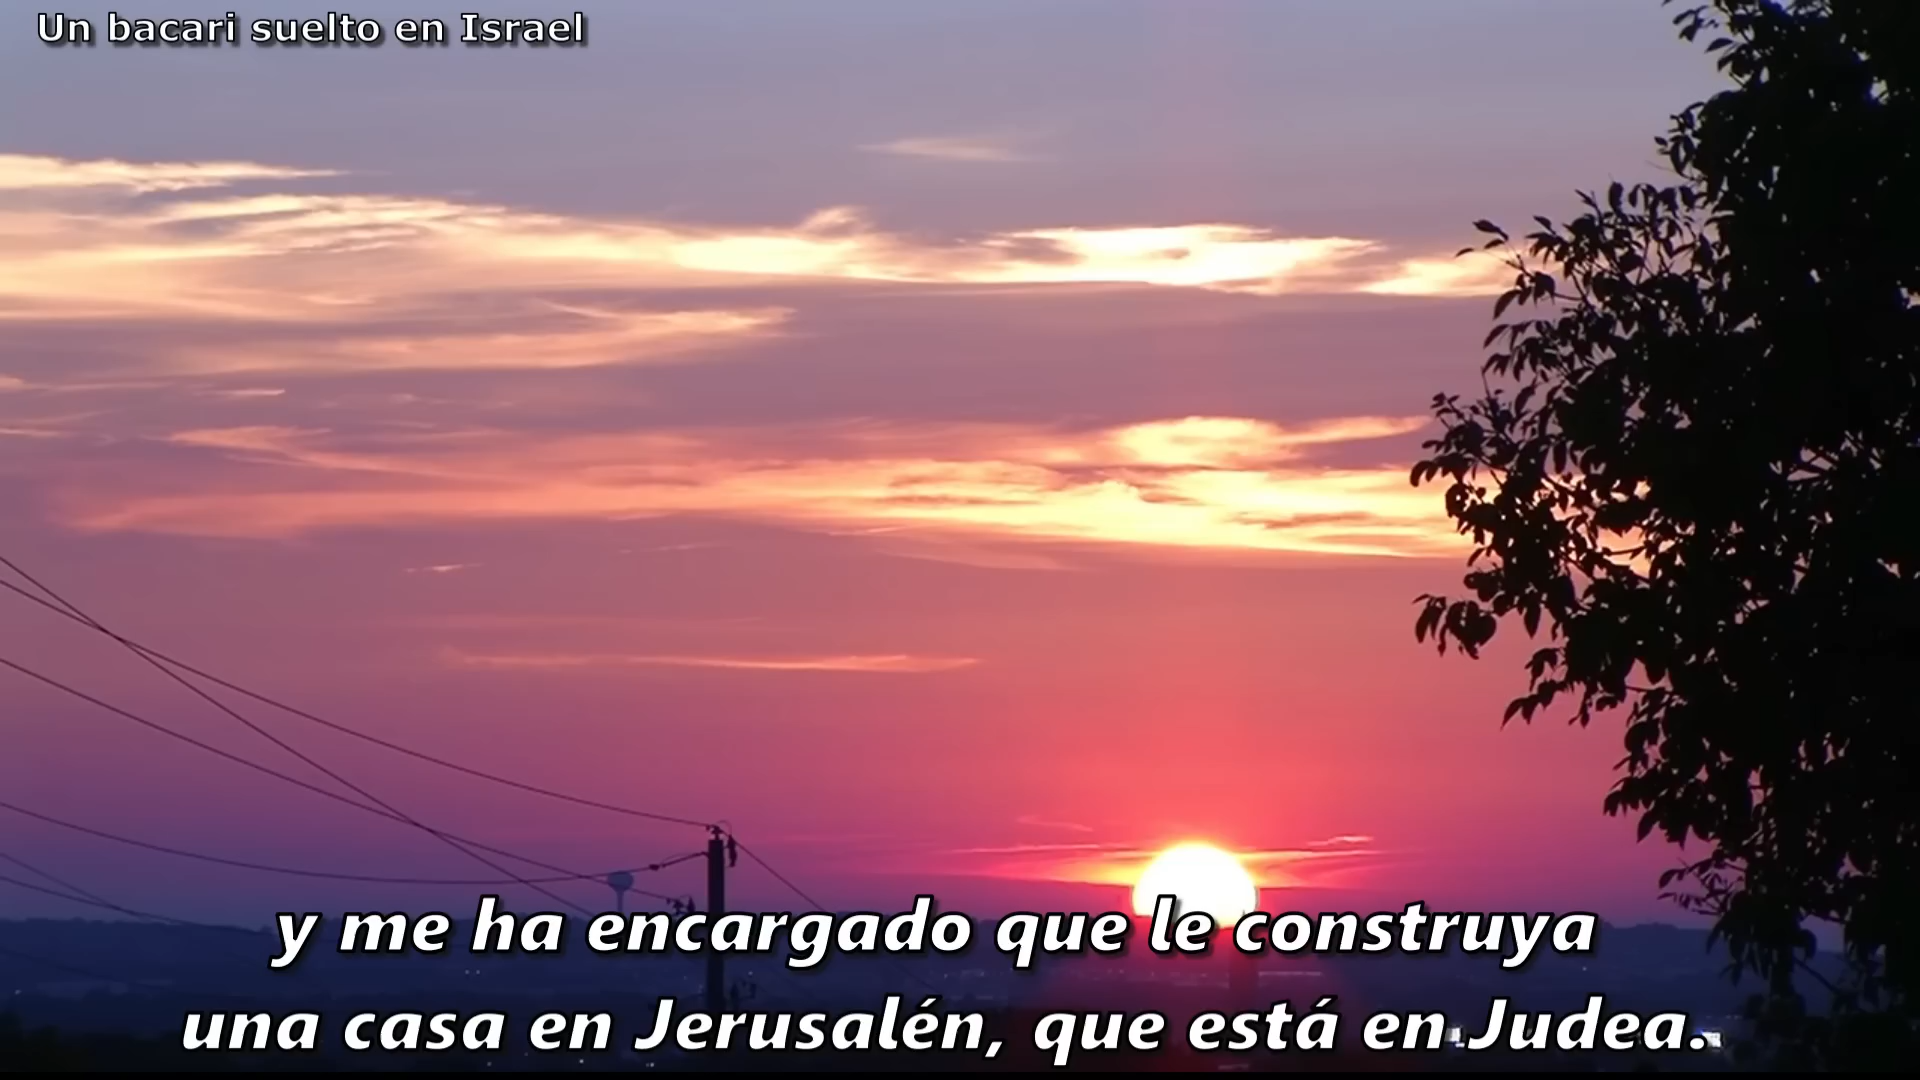 Un bacari suelto en Israel
y me ha encargado que le construya
una casa en Jerusalén, que está en Judea.